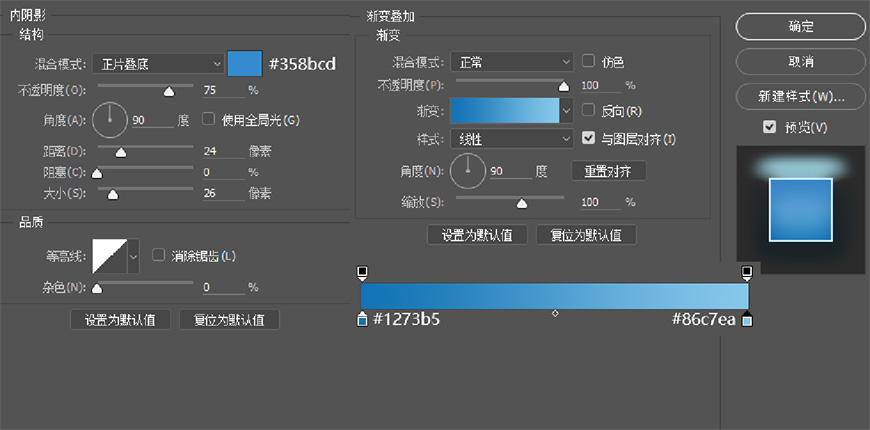 内阴影
结构
混合模式: 正片叠底 #358bcd
不透明度(O): 75 %
角度(A): 90 度 使用全局光(G)
距离(D): 24 像素
阻塞(C): 0 %
大小(S): 26 像素
品质
等高线: 消除锯齿(L)
杂色(N): 0 %
设置为默认值 复位为默认值
渐变叠加
渐变
混合模式: 正常 仿色
不透明度(P): 100 %
渐变: 反向(R)
样式: 线性 与图层对齐(I)
角度(N): 90 度 重置对齐
缩放(S): 100 %
设置为默认值 复位为默认值
#1273b5 #86c7ea
确定
取消
新建样式(W)...
预览(V)